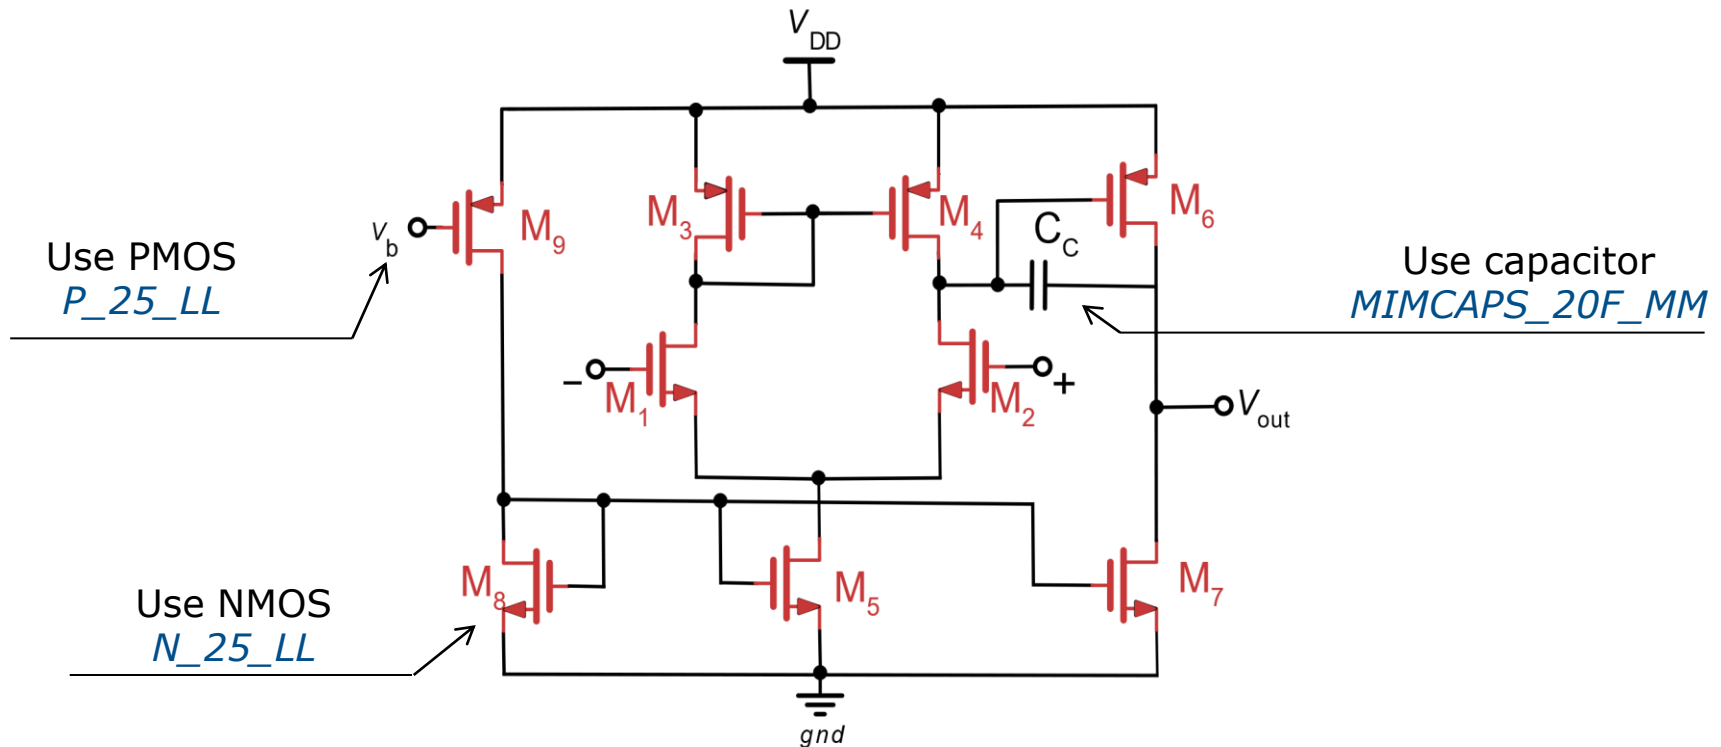 V DD
M3
M4
M6
Vb
M9
CC
Use PMOS
P_25_LL
Use capacitor
MIMCAPS_20F_MM
−
M1
M2
+
Vout
M8
M5
M7
Use NMOS
N_25_LL
gnd